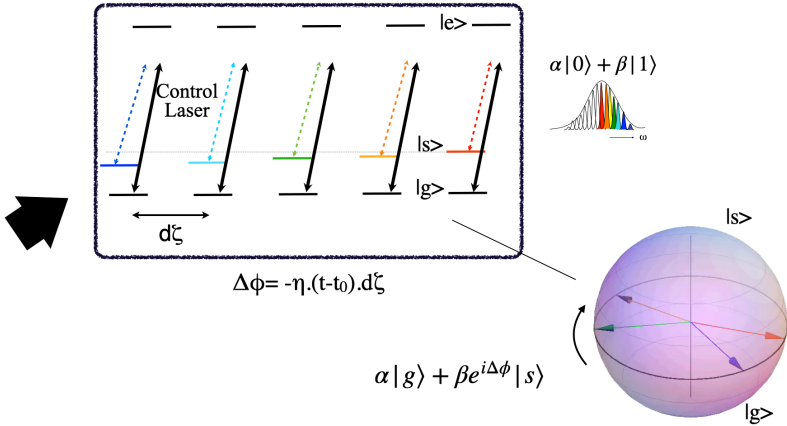 |e>
α|0⟩ + β|1⟩
Control
Laser
ω
|s>
|g>
dζ
|s>
Δϕ= -η.(t-t₀).dζ
α|g⟩ + βe^{iΔϕ}|s⟩
|g>